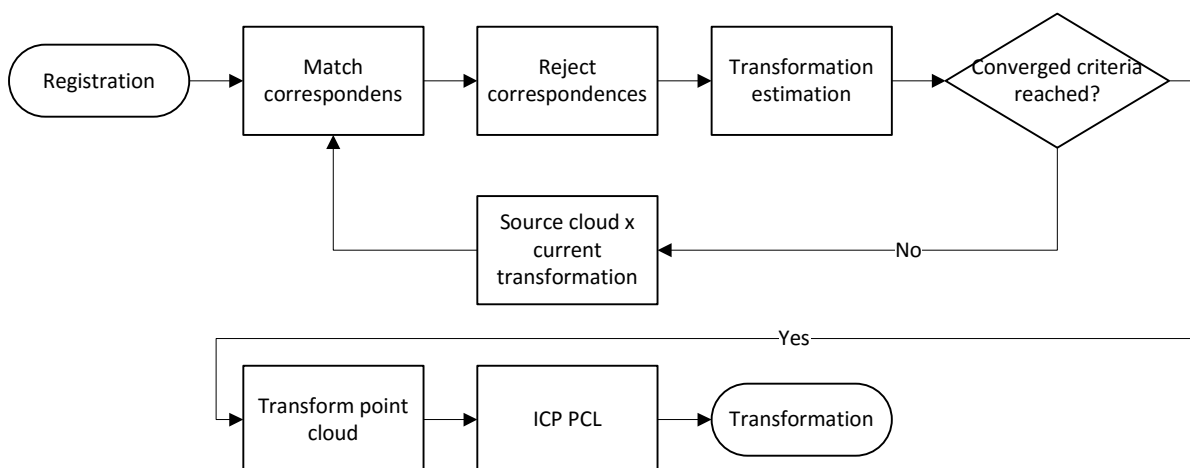 Registration
Match
correspondens
Reject
correspondences
Transformation
estimation
Converged criteria
reached?
Source cloud x
current
transformation
No
Yes
Transform point
cloud
ICP PCL
Transformation